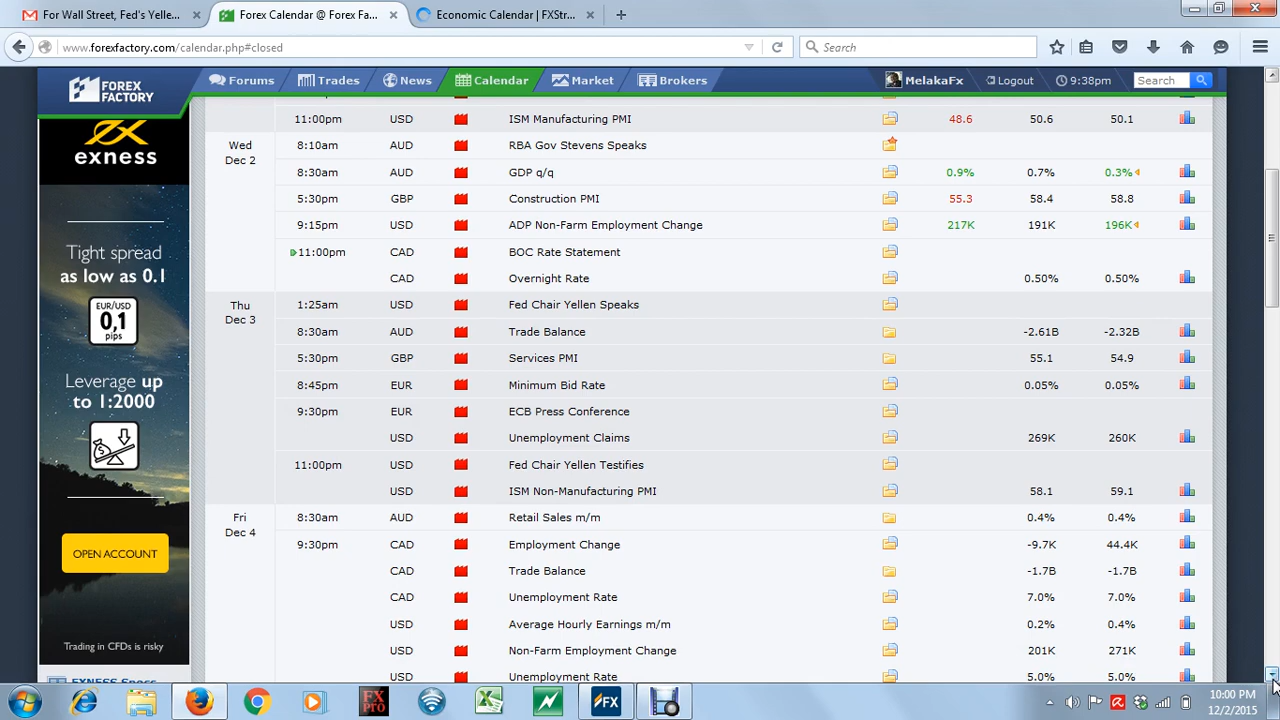 For Wall Street, Fed's Yelle...
Forex Calendar @ Forex Fa...
Economic Calendar | FXStr...
www.forexfactory.com/calendar.php#closed
Search
FOREX FACTORY
Forums Trades News Calendar Market Brokers
MelakaFx Logout 9:38pm Search
exness
Tight spread
as low as 0.1
EUR/USD
0,1
pips
Leverage up
to 1:2000
OPEN ACCOUNT
Trading in CFDs is risky
EXNESS Specs
11:00pm USD ISM Manufacturing PMI 48.6 50.6 50.1
Wed Dec 2 8:10am AUD RBA Gov Stevens Speaks
8:30am AUD GDP q/q 0.9% 0.7% 0.3%
5:30pm GBP Construction PMI 55.3 58.4 58.8
9:15pm USD ADP Non-Farm Employment Change 217K 191K 196K
11:00pm CAD BOC Rate Statement
CAD Overnight Rate 0.50% 0.50%
Thu Dec 3 1:25am USD Fed Chair Yellen Speaks
8:30am AUD Trade Balance -2.61B -2.32B
5:30pm GBP Services PMI 55.1 54.9
8:45pm EUR Minimum Bid Rate 0.05% 0.05%
9:30pm EUR ECB Press Conference
USD Unemployment Claims 269K 260K
11:00pm USD Fed Chair Yellen Testifies
USD ISM Non-Manufacturing PMI 58.1 59.1
Fri Dec 4 8:30am AUD Retail Sales m/m 0.4% 0.4%
9:30pm CAD Employment Change -9.7K 44.4K
CAD Trade Balance -1.7B -1.7B
CAD Unemployment Rate 7.0% 7.0%
USD Average Hourly Earnings m/m 0.2% 0.4%
USD Non-Farm Employment Change 201K 271K
USD Unemployment Rate 5.0% 5.0%
FX PRO
FX
10:00 PM
12/2/2015